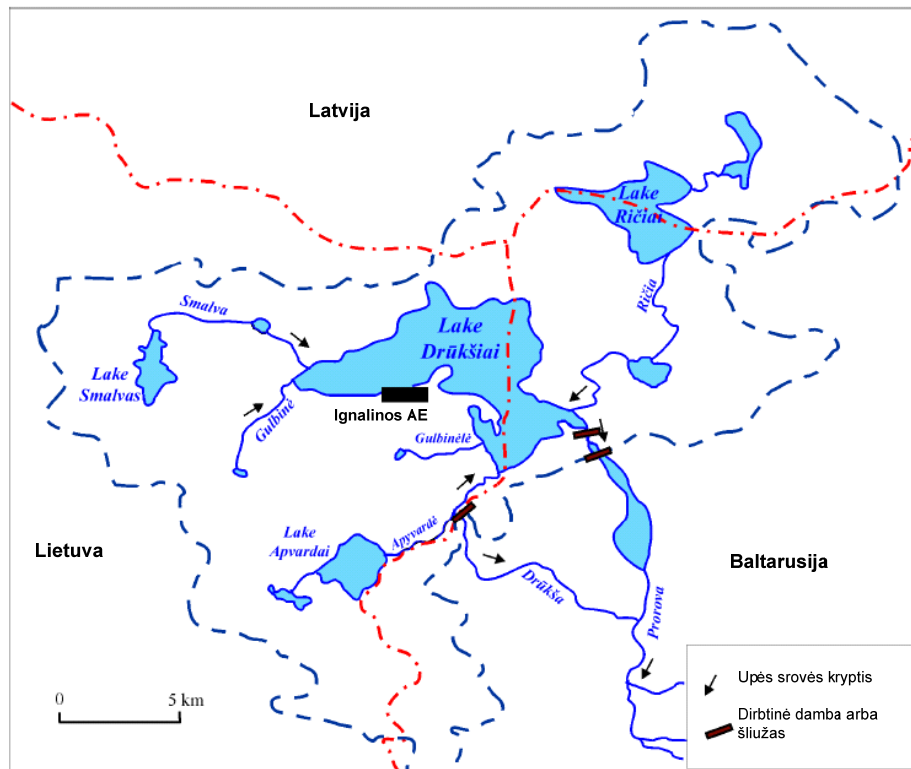 Latvija
Lake
Ričiai
Ričia
Smalva
Lake
Drūkšiai
Lake
Smalvas
Gulbinė
Ignalinos AE
Gulbinėlė
Lietuva
Lake
Apvardai
Apyvardė
Drūkša
Prorova
Baltarusija
0 5 km
Upės srovės kryptis
Dirbtinė damba arba
šliužas